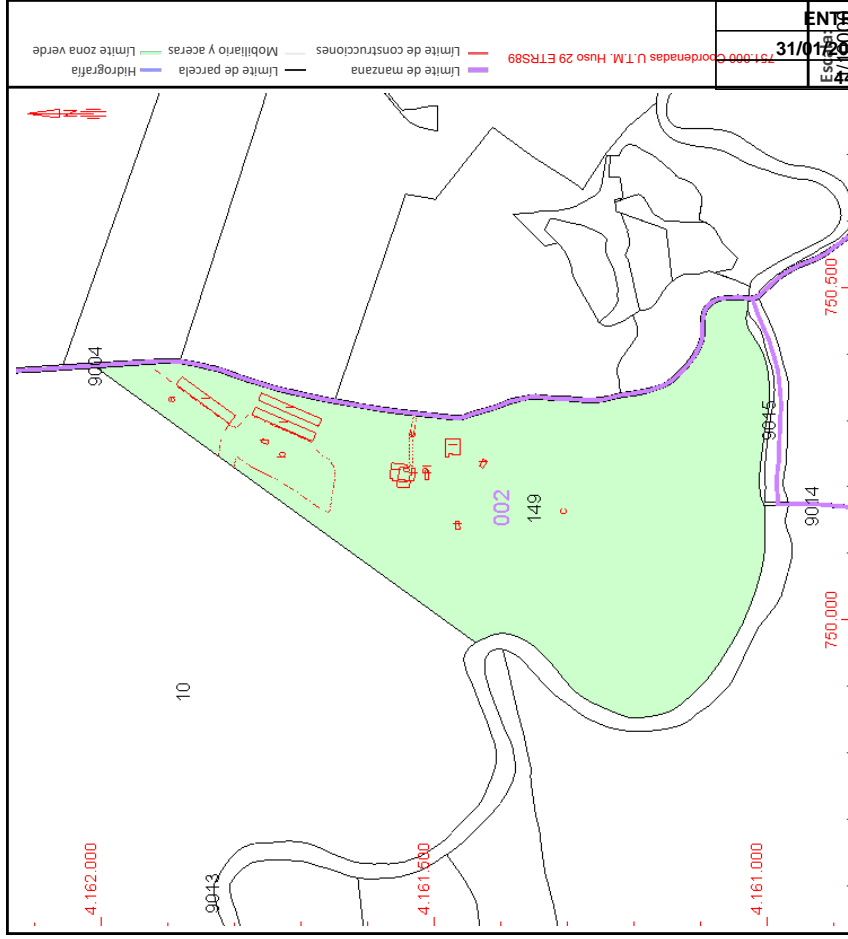 Límite zona verde
Hidrografía
Mobiliario y aceras
Límite de parcela
Límite de construcciones
Límite de manzana
751.000 Coordenadas U.T.M. Huso 29 ETRS89
31/01/20
N
9004
750.500
a
a
b
I
I
I
I
c
002
149
9015
9014
750.000
10
9013
4.162.000
4.161.500
4.161.000